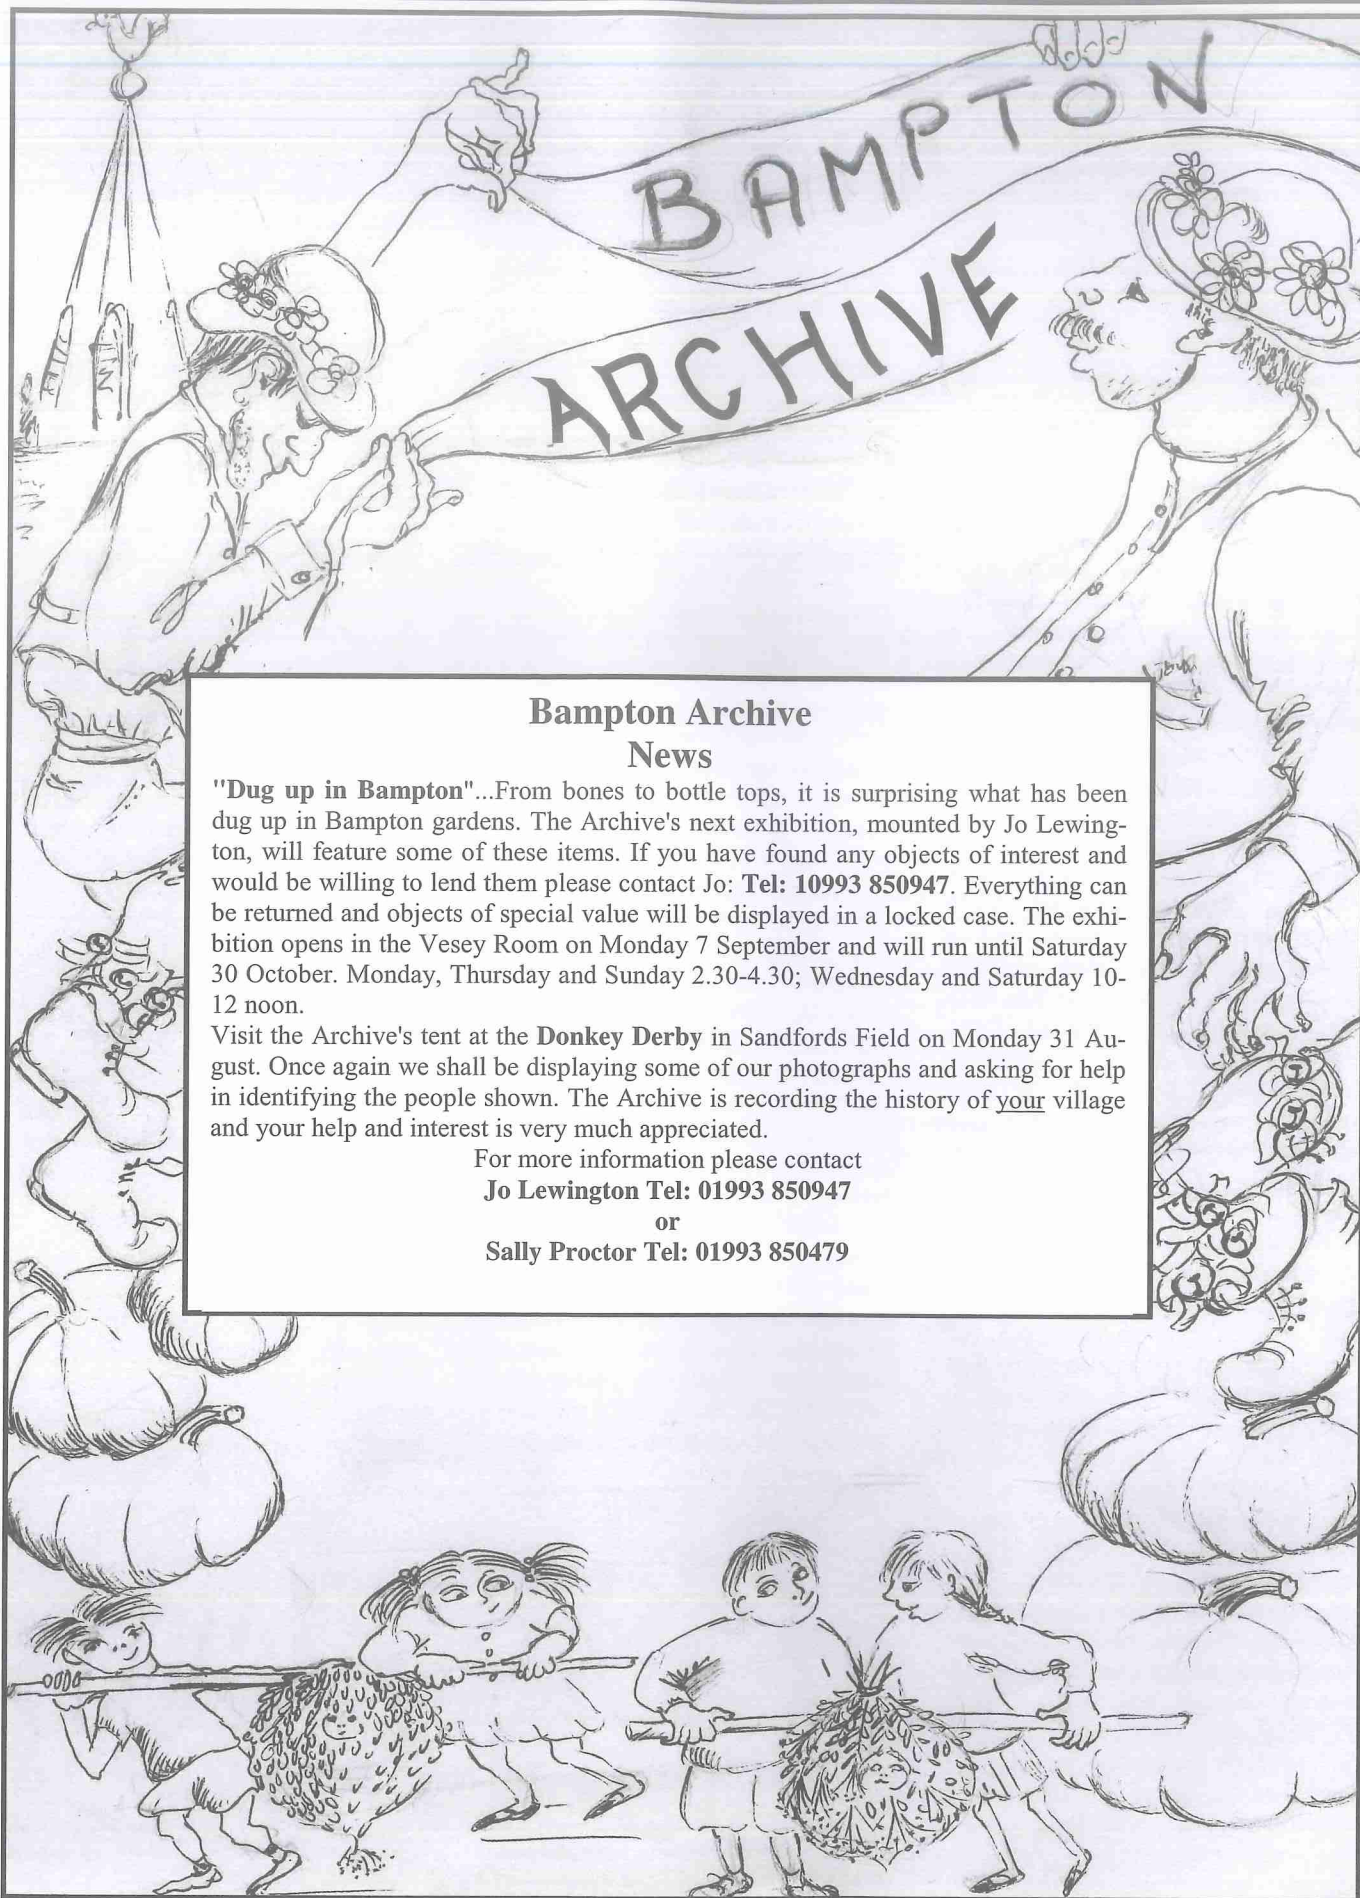 BAMPTON
ARCHIVE
Bampton Archive
News
"Dug up in Bampton"...From bones to bottle tops, it is surprising what has been
dug up in Bampton gardens. The Archive's next exhibition, mounted by Jo Lewing-
ton, will feature some of these items. If you have found any objects of interest and
would be willing to lend them please contact Jo: Tel: 10993 850947. Everything can
be returned and objects of special value will be displayed in a locked case. The exhi-
bition opens in the Vesey Room on Monday 7 September and will run until Saturday
30 October. Monday, Thursday and Sunday 2.30-4.30; Wednesday and Saturday 10-
12 noon.
Visit the Archive's tent at the Donkey Derby in Sandfords Field on Monday 31 Au-
gust. Once again we shall be displaying some of our photographs and asking for help
in identifying the people shown. The Archive is recording the history of your village
and your help and interest is very much appreciated.
For more information please contact
Jo Lewington Tel: 01993 850947
or
Sally Proctor Tel: 01993 850479